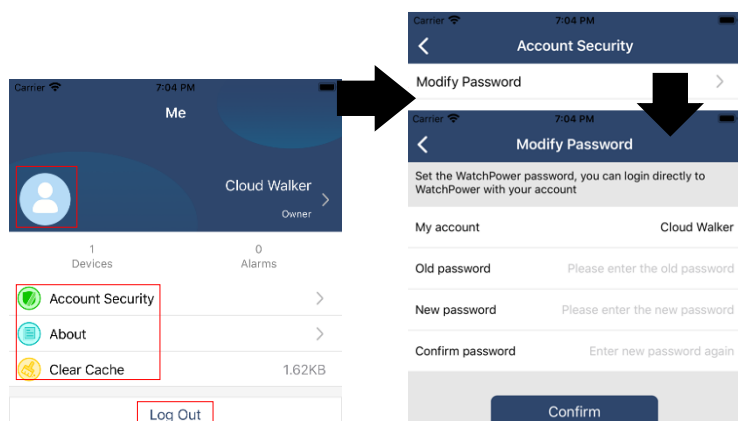 Carrier 7:04 PM
Me
Cloud Walker
Owner
1
0
Devices
Alarms
Account Security
About
Clear Cache 1.62KB
Log Out
Carrier 7:04 PM
Account Security
Modify Password
Carrier 7:04 PM
Modify Password
Set the WatchPower password, you can login directly to
WatchPower with your account
My account Cloud Walker
Old password Please enter the old password
New password Please enter the new password
Confirm password Enter new password again
Confirm